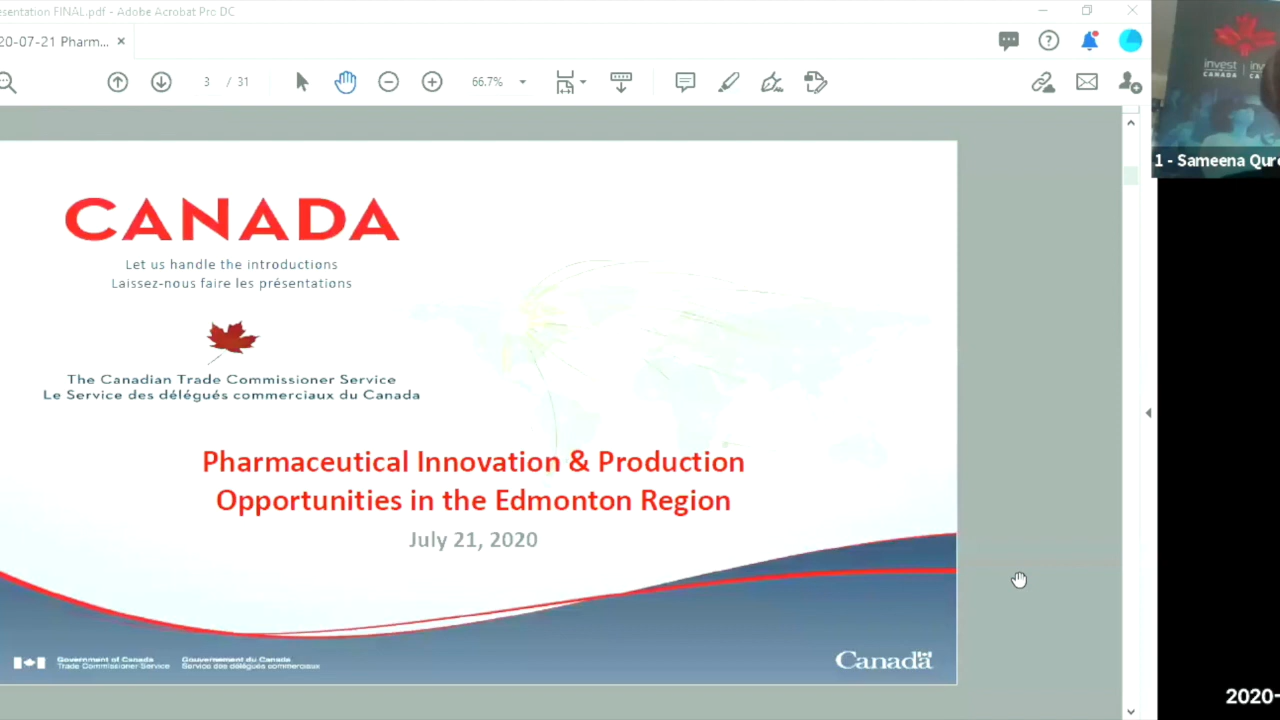 esentation FINAL.pdf - Adobe Acrobat Pro DC
20-07-21 Pharm...
3 / 31
66.7%
invest
CANADA
1 - Sameena Qure
CANADA
Let us handle the introductions
Laissez-nous faire les présentations
The Canadian Trade Commissioner Service
Le Service des délégués commerciaux du Canada
Pharmaceutical Innovation & Production
Opportunities in the Edmonton Region
July 21, 2020
Government of Canada
Trade Commissioner Service
Gouvernement du Canada
Service des délégués commerciaux
Canada
2020-